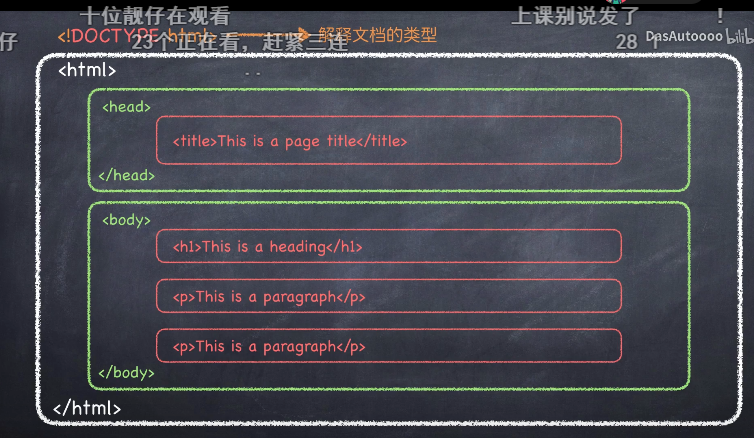 十位靓仔在观看
上课别说发了 !
<!DOCTYPE html> 解释文档的类型
仔 23个正在看，赶紧三连
28 个 DasAutoooo bilib
<html>
<head>
<title>This is a page title</title>
</head>
<body>
<h1>This is a heading</h1>
<p>This is a paragraph</p>
<p>This is a paragraph</p>
</body>
</html>